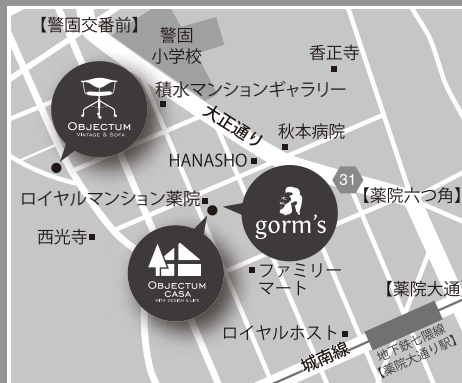 【警固交番前】
警固
小学校
香正寺
積水マンションギャラリー
OBJECTUM
VINTAGE & SOFA
大正通り
秋本病院
HANASHO
31
【薬院六つ角】
ロイヤルマンション薬院
gorm's
西光寺
OBJECTUM
CASA
ファミリー
マート
【薬院大通
ロイヤルホスト
城南線
地下鉄七隈線
【薬院大通り駅】